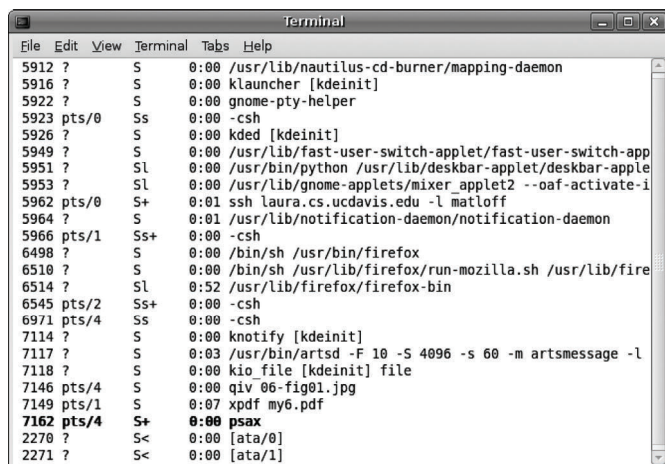 Terminal
File Edit View Terminal Tabs Help
5912 ? S 0:00 /usr/lib/nautilus-cd-burner/mapping-daemon
5916 ? S 0:00 klauncher [kdeinit]
5922 ? S 0:00 gnome-pty-helper
5923 pts/0 Ss 0:00 -csh
5926 ? S 0:00 kded [kdeinit]
5949 ? S 0:00 /usr/lib/fast-user-switch-applet/fast-user-switch-app
5951 ? Sl 0:00 /usr/bin/python /usr/lib/deskbar-applet/deskbar-apple
5953 ? Sl 0:00 /usr/lib/gnome-applets/mixer_applet2 --oaf-activate-i
5962 pts/0 S+ 0:01 ssh laura.cs.ucdavis.edu -l matloff
5964 ? S 0:01 /usr/lib/notification-daemon/notification-daemon
5966 pts/1 Ss+ 0:00 -csh
6498 ? S 0:00 /bin/sh /usr/bin/firefox
6510 ? S 0:00 /bin/sh /usr/lib/firefox/run-mozilla.sh /usr/lib/fire
6514 ? Sl 0:52 /usr/lib/firefox/firefox-bin
6545 pts/2 Ss+ 0:00 -csh
6971 pts/4 Ss 0:00 -csh
7114 ? S 0:00 knotify [kdeinit]
7117 ? S 0:03 /usr/bin/artsd -F 10 -S 4096 -s 60 -m artsmessage -l
7118 ? S 0:00 kio_file [kdeinit] file
7146 pts/4 S 0:00 qiv 06-fig01.jpg
7149 pts/1 S 0:07 xpdf my6.pdf
7162 pts/4 S+ 0:00 psax
2270 ? S< 0:00 [ata/0]
2271 ? S< 0:00 [ata/1]